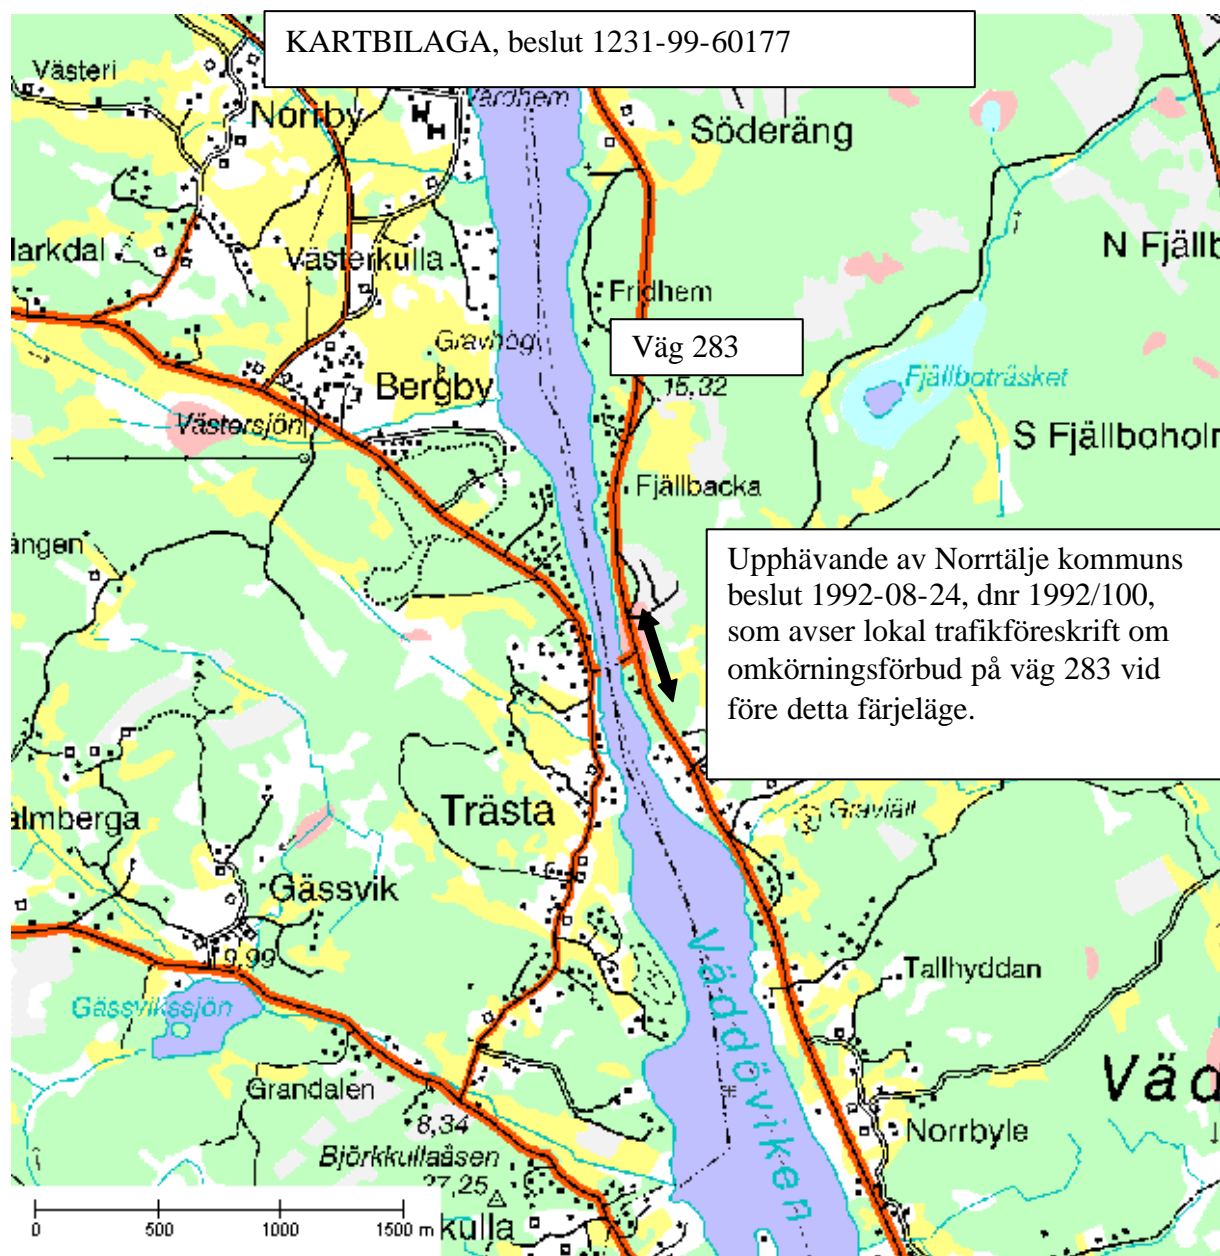 KARTBILAGA, beslut 1231-99-60177
Västeri
Vårdhem
Norrby
Söderäng
arkdal
Västerkulla
N Fjällb
Fridhem
Väg 283
Gravhög
Bergby
15,32
Fjällboträsket
Västersjön
S Fjällbohol
Fjällbacka
ängen
Upphävande av Norrtälje kommuns
beslut 1992-08-24, dnr 1992/100,
som avser lokal trafikföreskrift om
omkörningsförbud på väg 283 vid
före detta färjeläge.
Trästa
Gravfält
almberga
Gässvik
9,99
Tallhyddan
Gässvikssjön
Väddöviken
Grandalen
Väd
8,34
Norrbyle
Björkkullaåsen
27,25
kulla
0 500 1000 1500 m